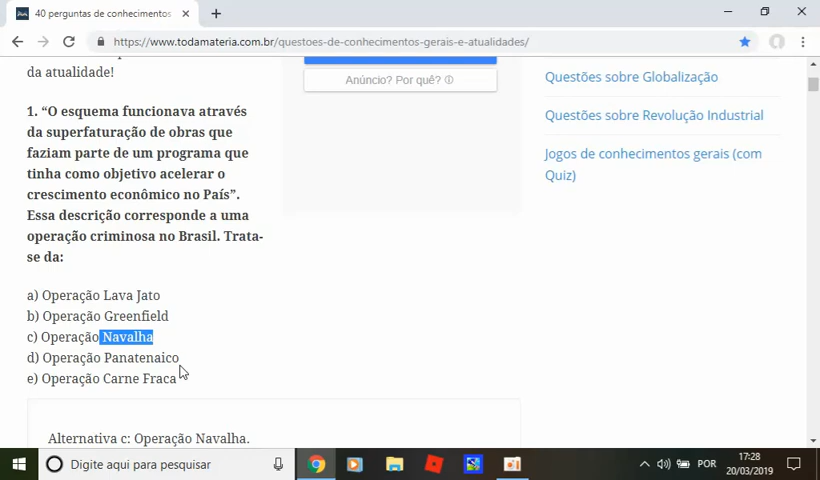 40 perguntas de conhecimentos
https://www.todamateria.com.br/questoes-de-conhecimentos-gerais-e-atualidades/
da atualidade!
1. “O esquema funcionava através
da superfaturação de obras que
faziam parte de um programa que
tinha como objetivo acelerar o
crescimento econômico no País”.
Essa descrição corresponde a uma
operação criminosa no Brasil. Trata-
se da:
a) Operação Lava Jato
b) Operação Greenfield
c) Operação Navalha
d) Operação Panatenaico
e) Operação Carne Fraca
Alternativa c: Operação Navalha.
Anúncio? Por quê?
Questões sobre Globalização
Questões sobre Revolução Industrial
Jogos de conhecimentos gerais (com
Quiz)
Digite aqui para pesquisar
POR
17:28
20/03/2019